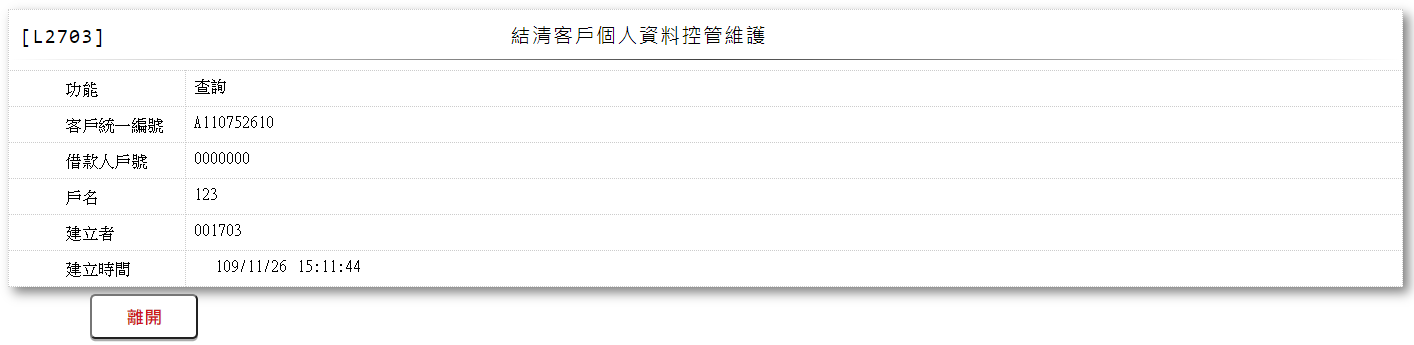 [L2703] 結清客戶個人資料控管維護
功能 查詢
客戶統一編號 A110752610
借款人戶號 0000000
戶名 123
建立者 001703
建立時間 109/11/26 15:11:44
離開